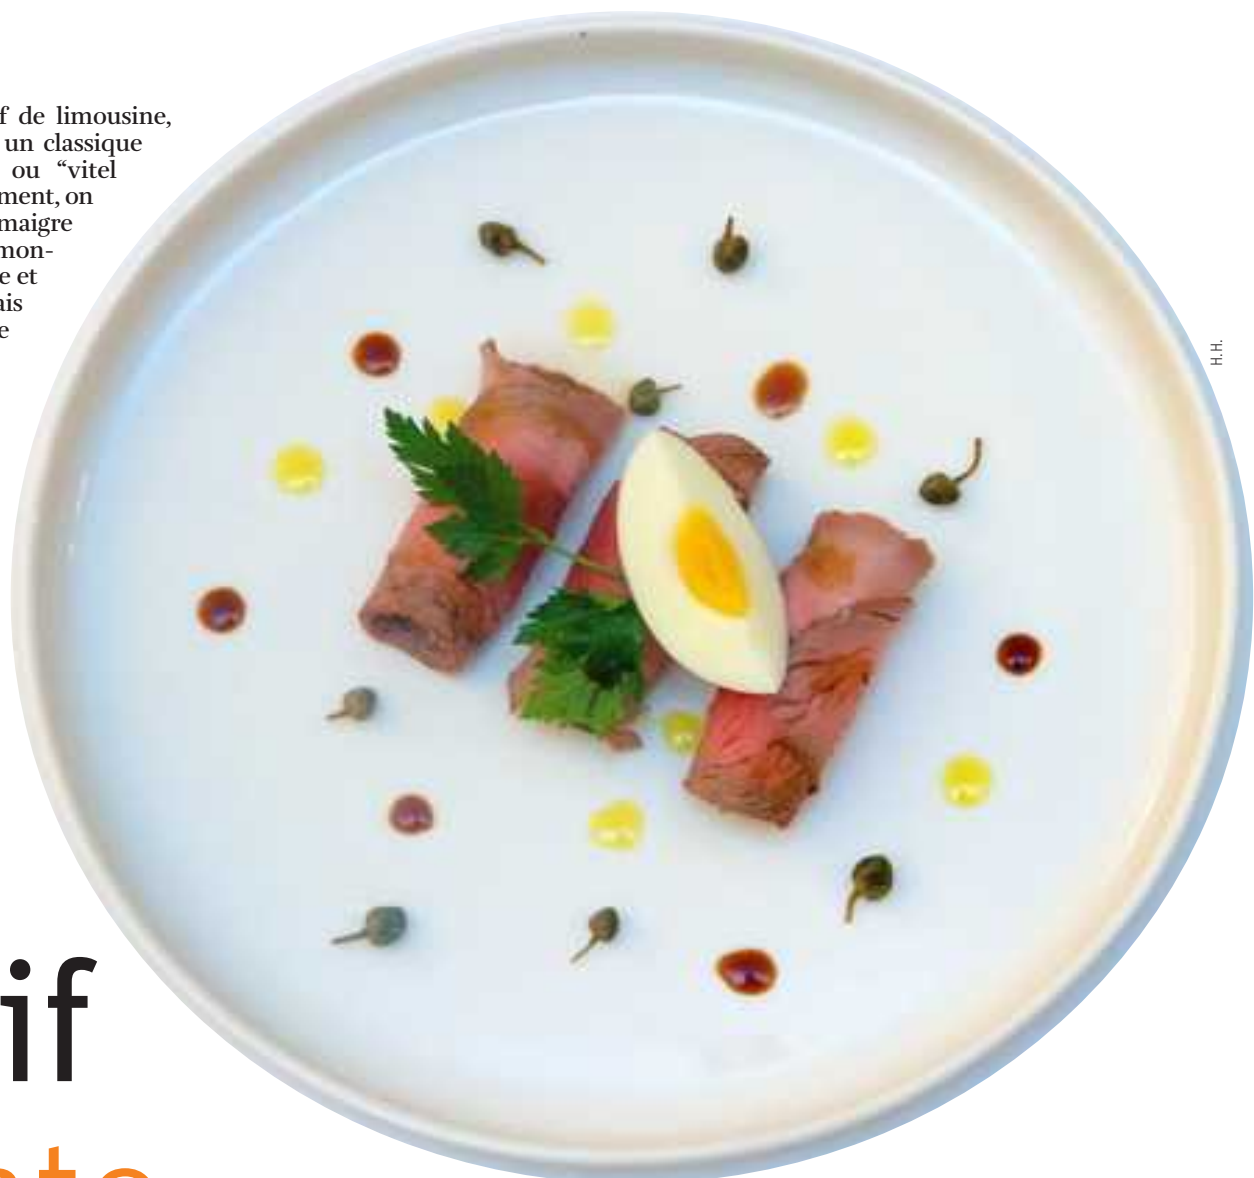 f de limousine,
un classique
ou “vitel
ment, on
maigre
mon-
e et
ais
e
H.H.
if